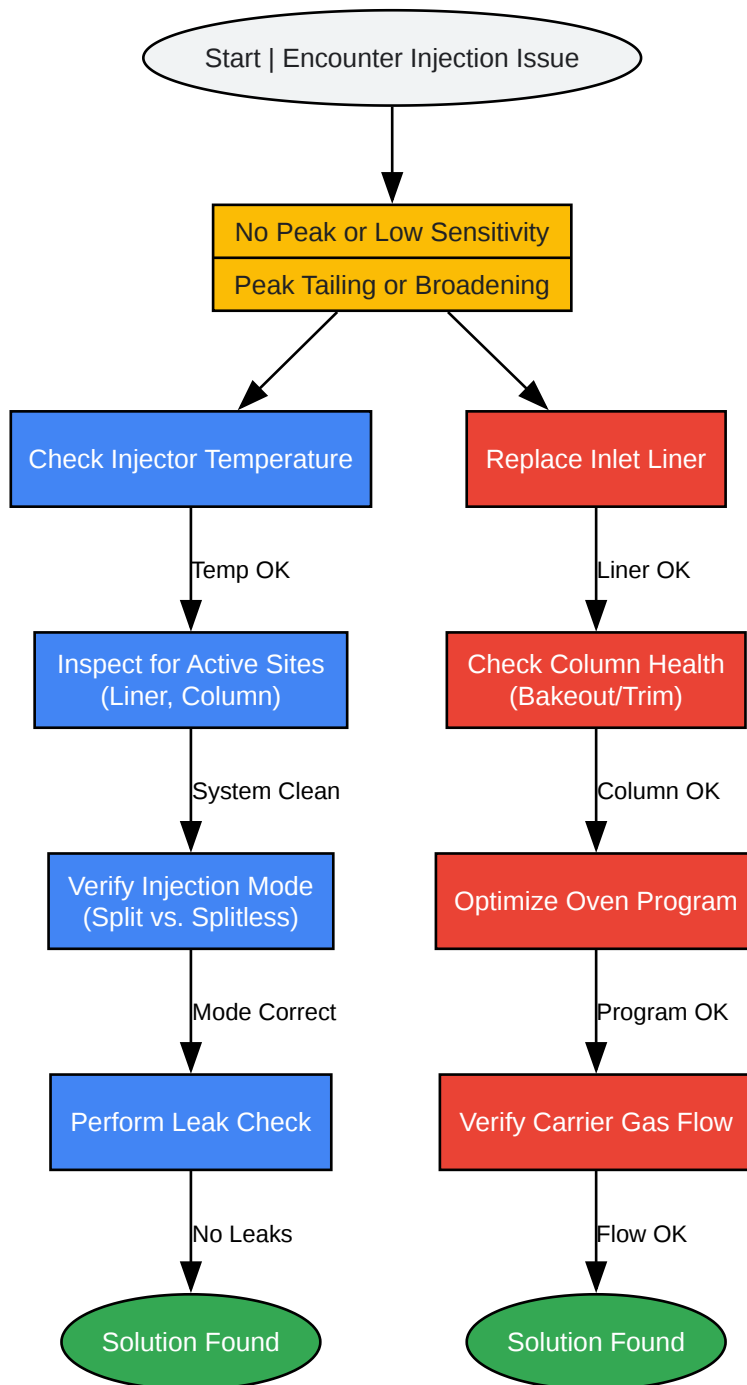 Start | Encounter Injection Issue
No Peak or Low Sensitivity
Peak Tailing or Broadening
Check Injector Temperature
Replace Inlet Liner
Temp OK
Liner OK
Inspect for Active Sites
(Liner, Column)
Check Column Health
(Bakeout/Trim)
System Clean
Column OK
Verify Injection Mode
(Split vs. Splitless)
Optimize Oven Program
Mode Correct
Program OK
Perform Leak Check
Verify Carrier Gas Flow
No Leaks
Flow OK
Solution Found
Solution Found